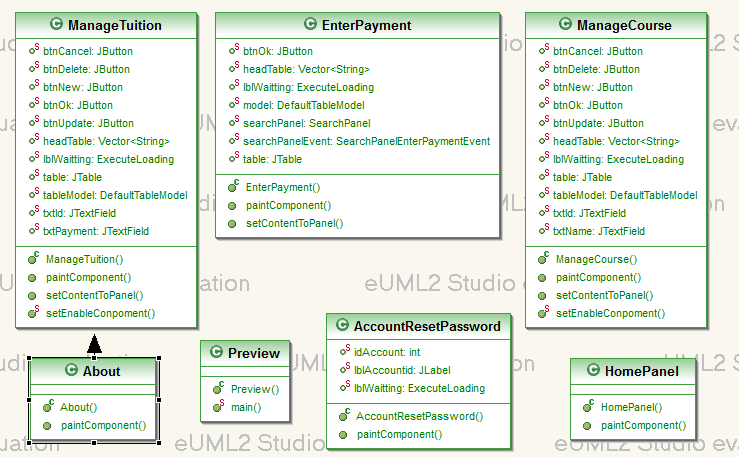 ManageTuition
btnCancel: JButton
btnDelete: JButton
btnNew: JButton
btnOk: JButton
btnUpdate: JButton
headTable: Vector<String>
lblWaitting: ExecuteLoading
table: JTable
tableModel: DefaultTableModel
txtId: JTextField
txtPayment: JTextField
ManageTuition()
paintComponent()
setContentToPanel()
setEnableConpoment()
EnterPayment
btnOk: JButton
headTable: Vector<String>
lblWaitting: ExecuteLoading
model: DefaultTableModel
searchPanel: SearchPanel
searchPanelEvent: SearchPanelEnterPaymentEvent
table: JTable
EnterPayment()
paintComponent()
setContentToPanel()
ManageCourse
btnCancel: JButton
btnDelete: JButton
btnNew: JButton
btnOk: JButton
btnUpdate: JButton
headTable: Vector<String>
lblWaitting: ExecuteLoading
table: JTable
tableModel: DefaultTableModel
txtId: JTextField
txtName: JTextField
ManageCourse()
paintComponent()
setContentToPanel()
setEnableConpoment()
eUML2 Studio evaluation
About
About()
paintComponent()
Preview
Preview()
main()
AccountResetPassword
idAccount: int
lblAccountid: JLabel
lblWaitting: ExecuteLoading
AccountResetPassword()
paintComponent()
HomePanel
HomePanel()
paintComponent()
eUML2 Studio